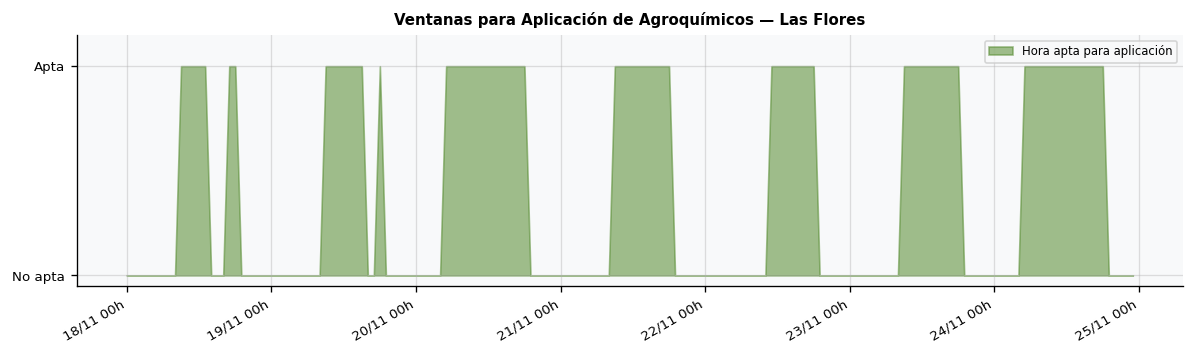 Ventanas para Aplicación de Agroquímicos — Las Flores
Hora apta para aplicación
Apta
No apta
18/11 00h
19/11 00h
20/11 00h
21/11 00h
22/11 00h
23/11 00h
24/11 00h
25/11 00h